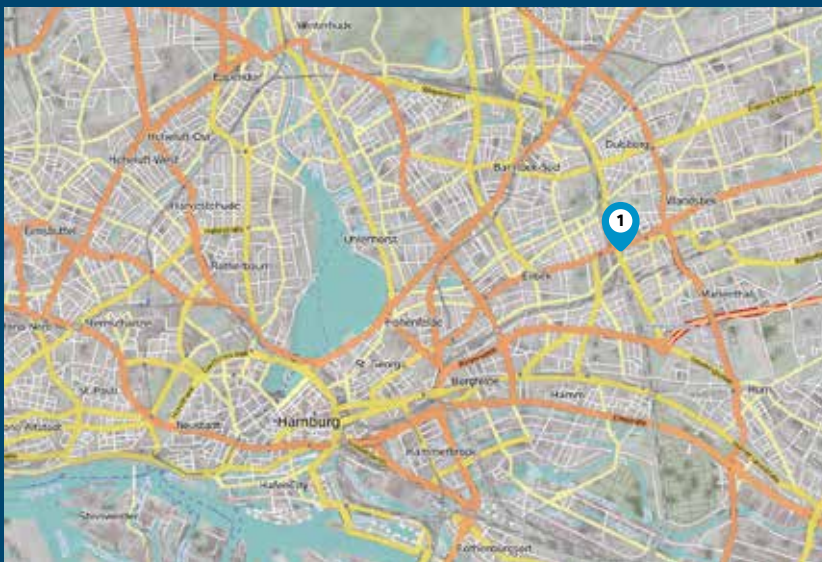 Winterhude
Eppendorf
Hoheluft-Ost
Hoheluft-West
Dulsberg
Barmbek-Süd
Harvestehude
Wandsbek
1
Eimsbüttel
Uhlenhorst
Rotherbaum
Eilbek
Marienthal
Hohenfelde
Sternschanze
St. Georg
Borgfelde
St. Pauli
Hamm
Horn
Neustadt
Hamburg
Hammerbrook
HafenCity
Steinwerder
Rothenburgsort